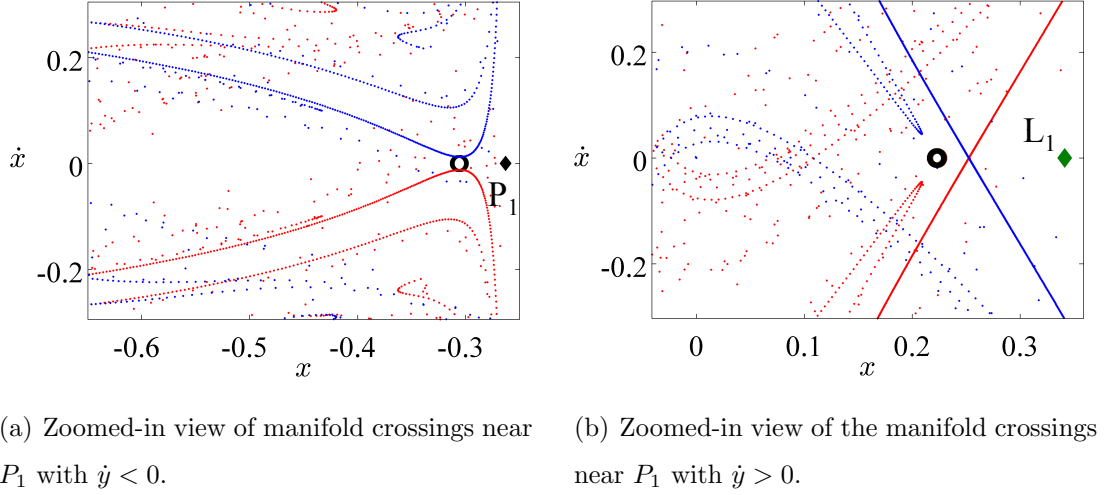 0.2
ẋ
0
-0.2
P₁
-0.6
-0.5
-0.4
-0.3
x
0.2
ẋ
0
-0.2
L₁
0
0.1
0.2
0.3
x
(a) Zoomed-in view of manifold crossings near
P₁ with ẏ < 0.
(b) Zoomed-in view of the manifold crossings
near P₁ with ẏ > 0.